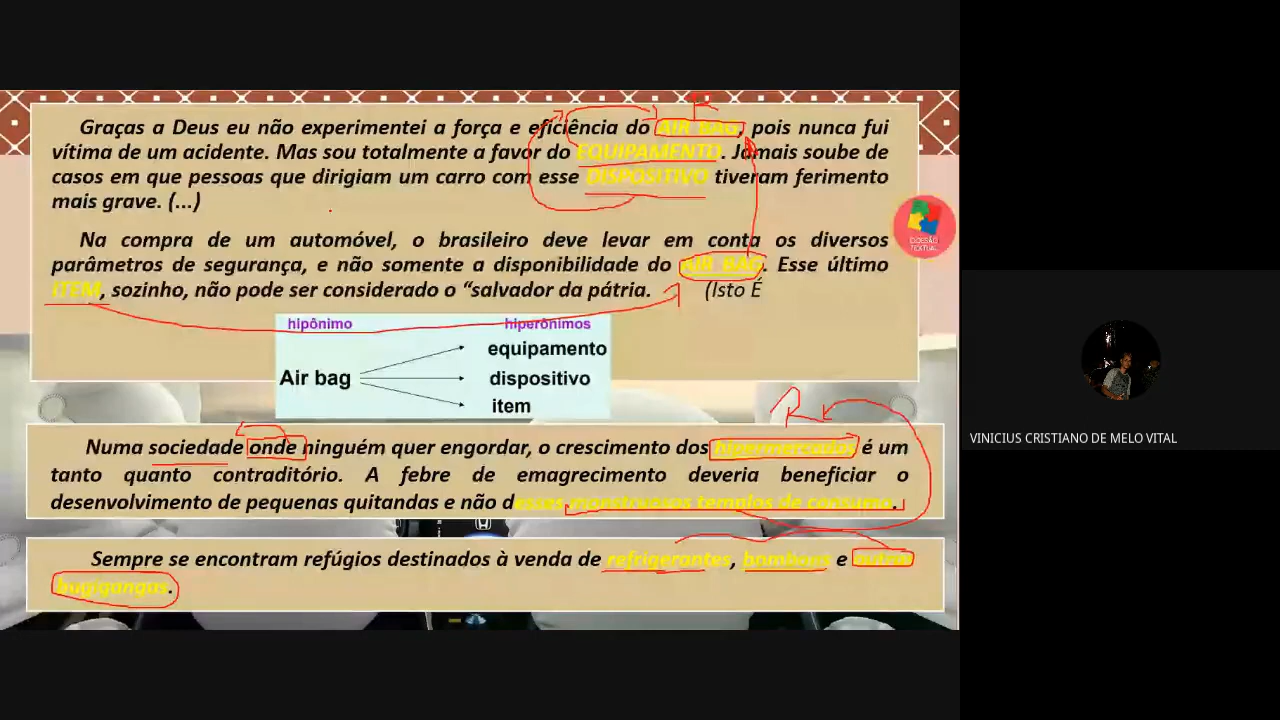 Graças a Deus eu não experimentei a força e eficiência do AIR BAG, pois nunca fui
vítima de um acidente. Mas sou totalmente a favor do EQUIPAMENTO. Jamais soube de
casos em que pessoas que dirigiam um carro com esse DISPOSITIVO tiveram ferimento
mais grave. (...)
Na compra de um automóvel, o brasileiro deve levar em conta os diversos
parâmetros de segurança, e não somente a disponibilidade do AIR BAG. Esse último
ITEM, sozinho, não pode ser considerado o “salvador da pátria. (Isto É
hipônimo hiperônimos
equipamento
Air bag dispositivo
item
COESÃO
TEXTUAL
R
Numa sociedade onde ninguém quer engordar, o crescimento dos hipermercados é um
tanto quanto contraditório. A febre de emagrecimento deveria beneficiar o
desenvolvimento de pequenas quitandas e não desses monstruosos templos de consumo.
R
Sempre se encontram refúgios destinados à venda de refrigerantes, bombons e outras
bugigangas.
VINICIUS CRISTIANO DE MELO VITAL